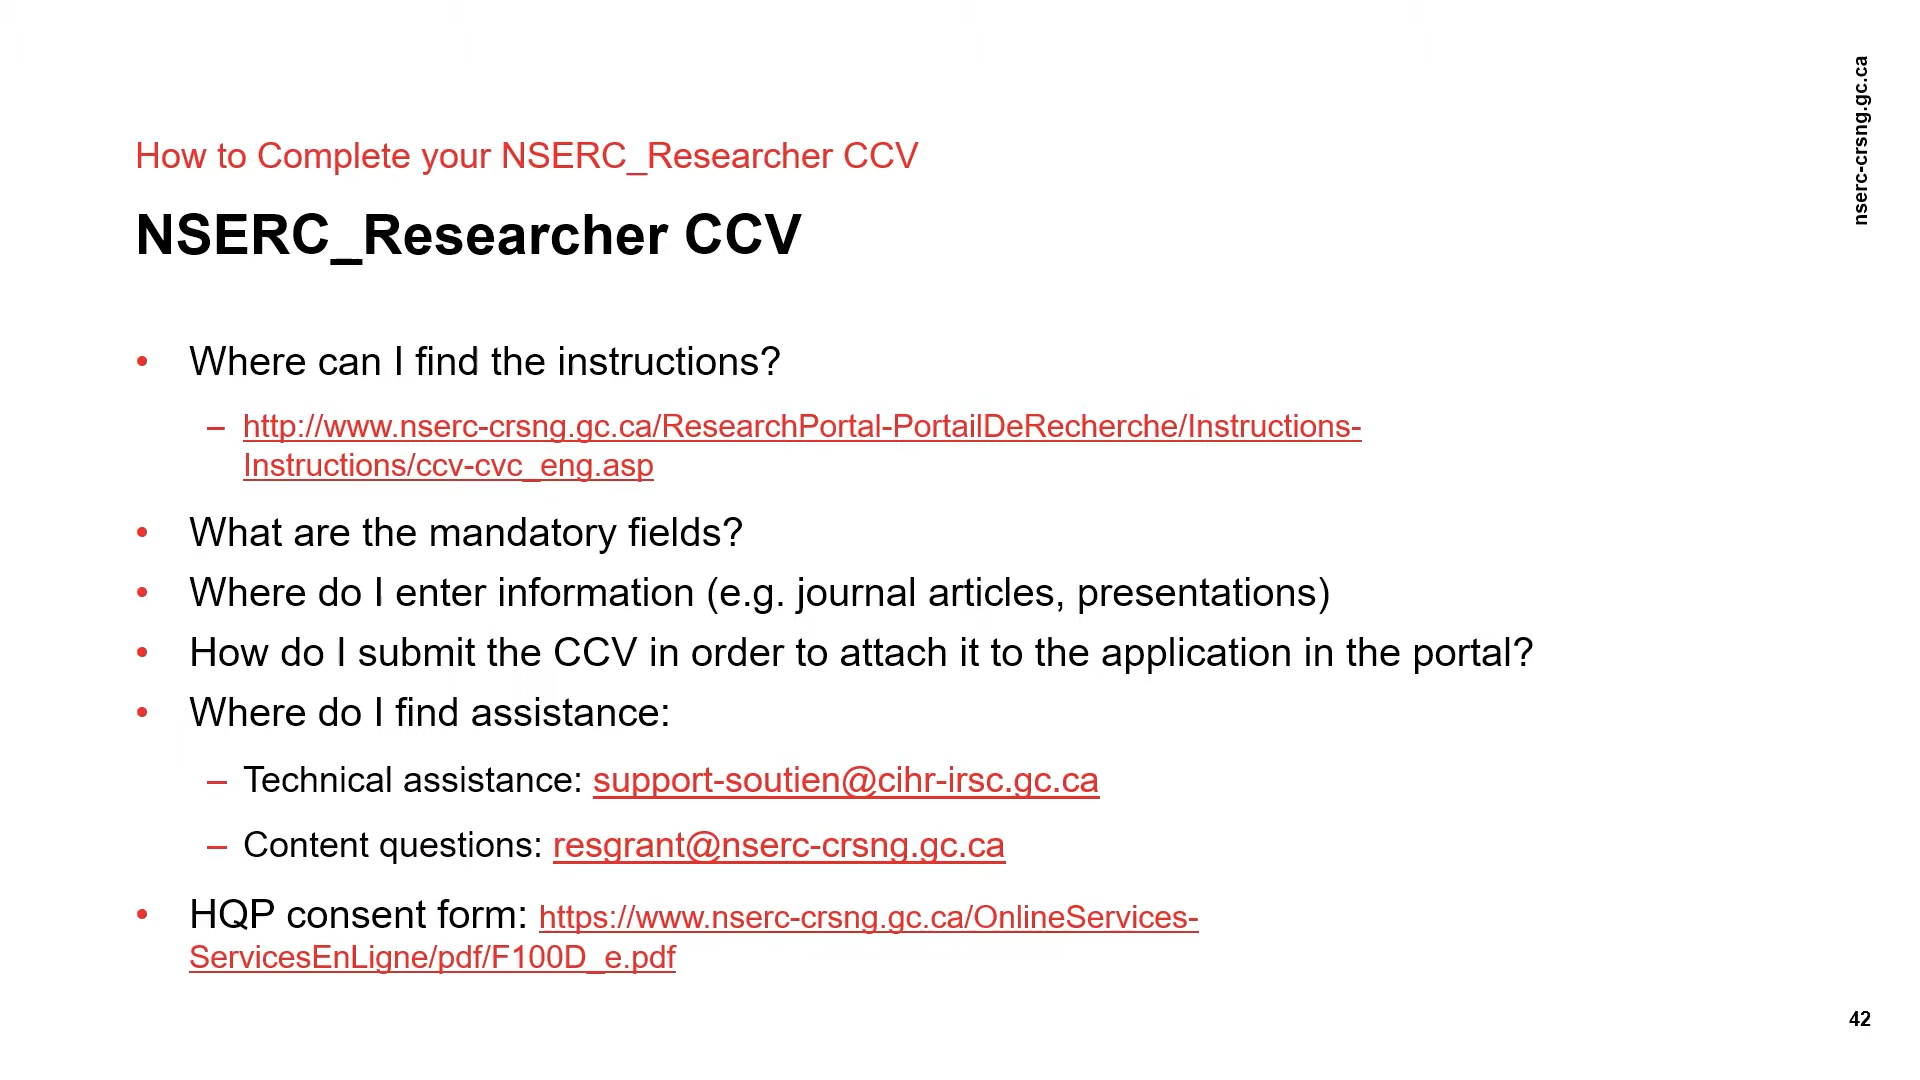 nserc-crsng.gc.ca
How to Complete your NSERC_Researcher CCV
NSERC_Researcher CCV
• Where can I find the instructions?
– http://www.nserc-crsng.gc.ca/ResearchPortal-PortailDeRecherche/Instructions-
Instructions/ccv-cvc_eng.asp
• What are the mandatory fields?
• Where do I enter information (e.g. journal articles, presentations)
• How do I submit the CCV in order to attach it to the application in the portal?
• Where do I find assistance:
– Technical assistance: support-soutien@cihr-irsc.gc.ca
– Content questions: resgrant@nserc-crsng.gc.ca
• HQP consent form: https://www.nserc-crsng.gc.ca/OnlineServices-
ServicesEnLigne/pdf/F100D_e.pdf
42